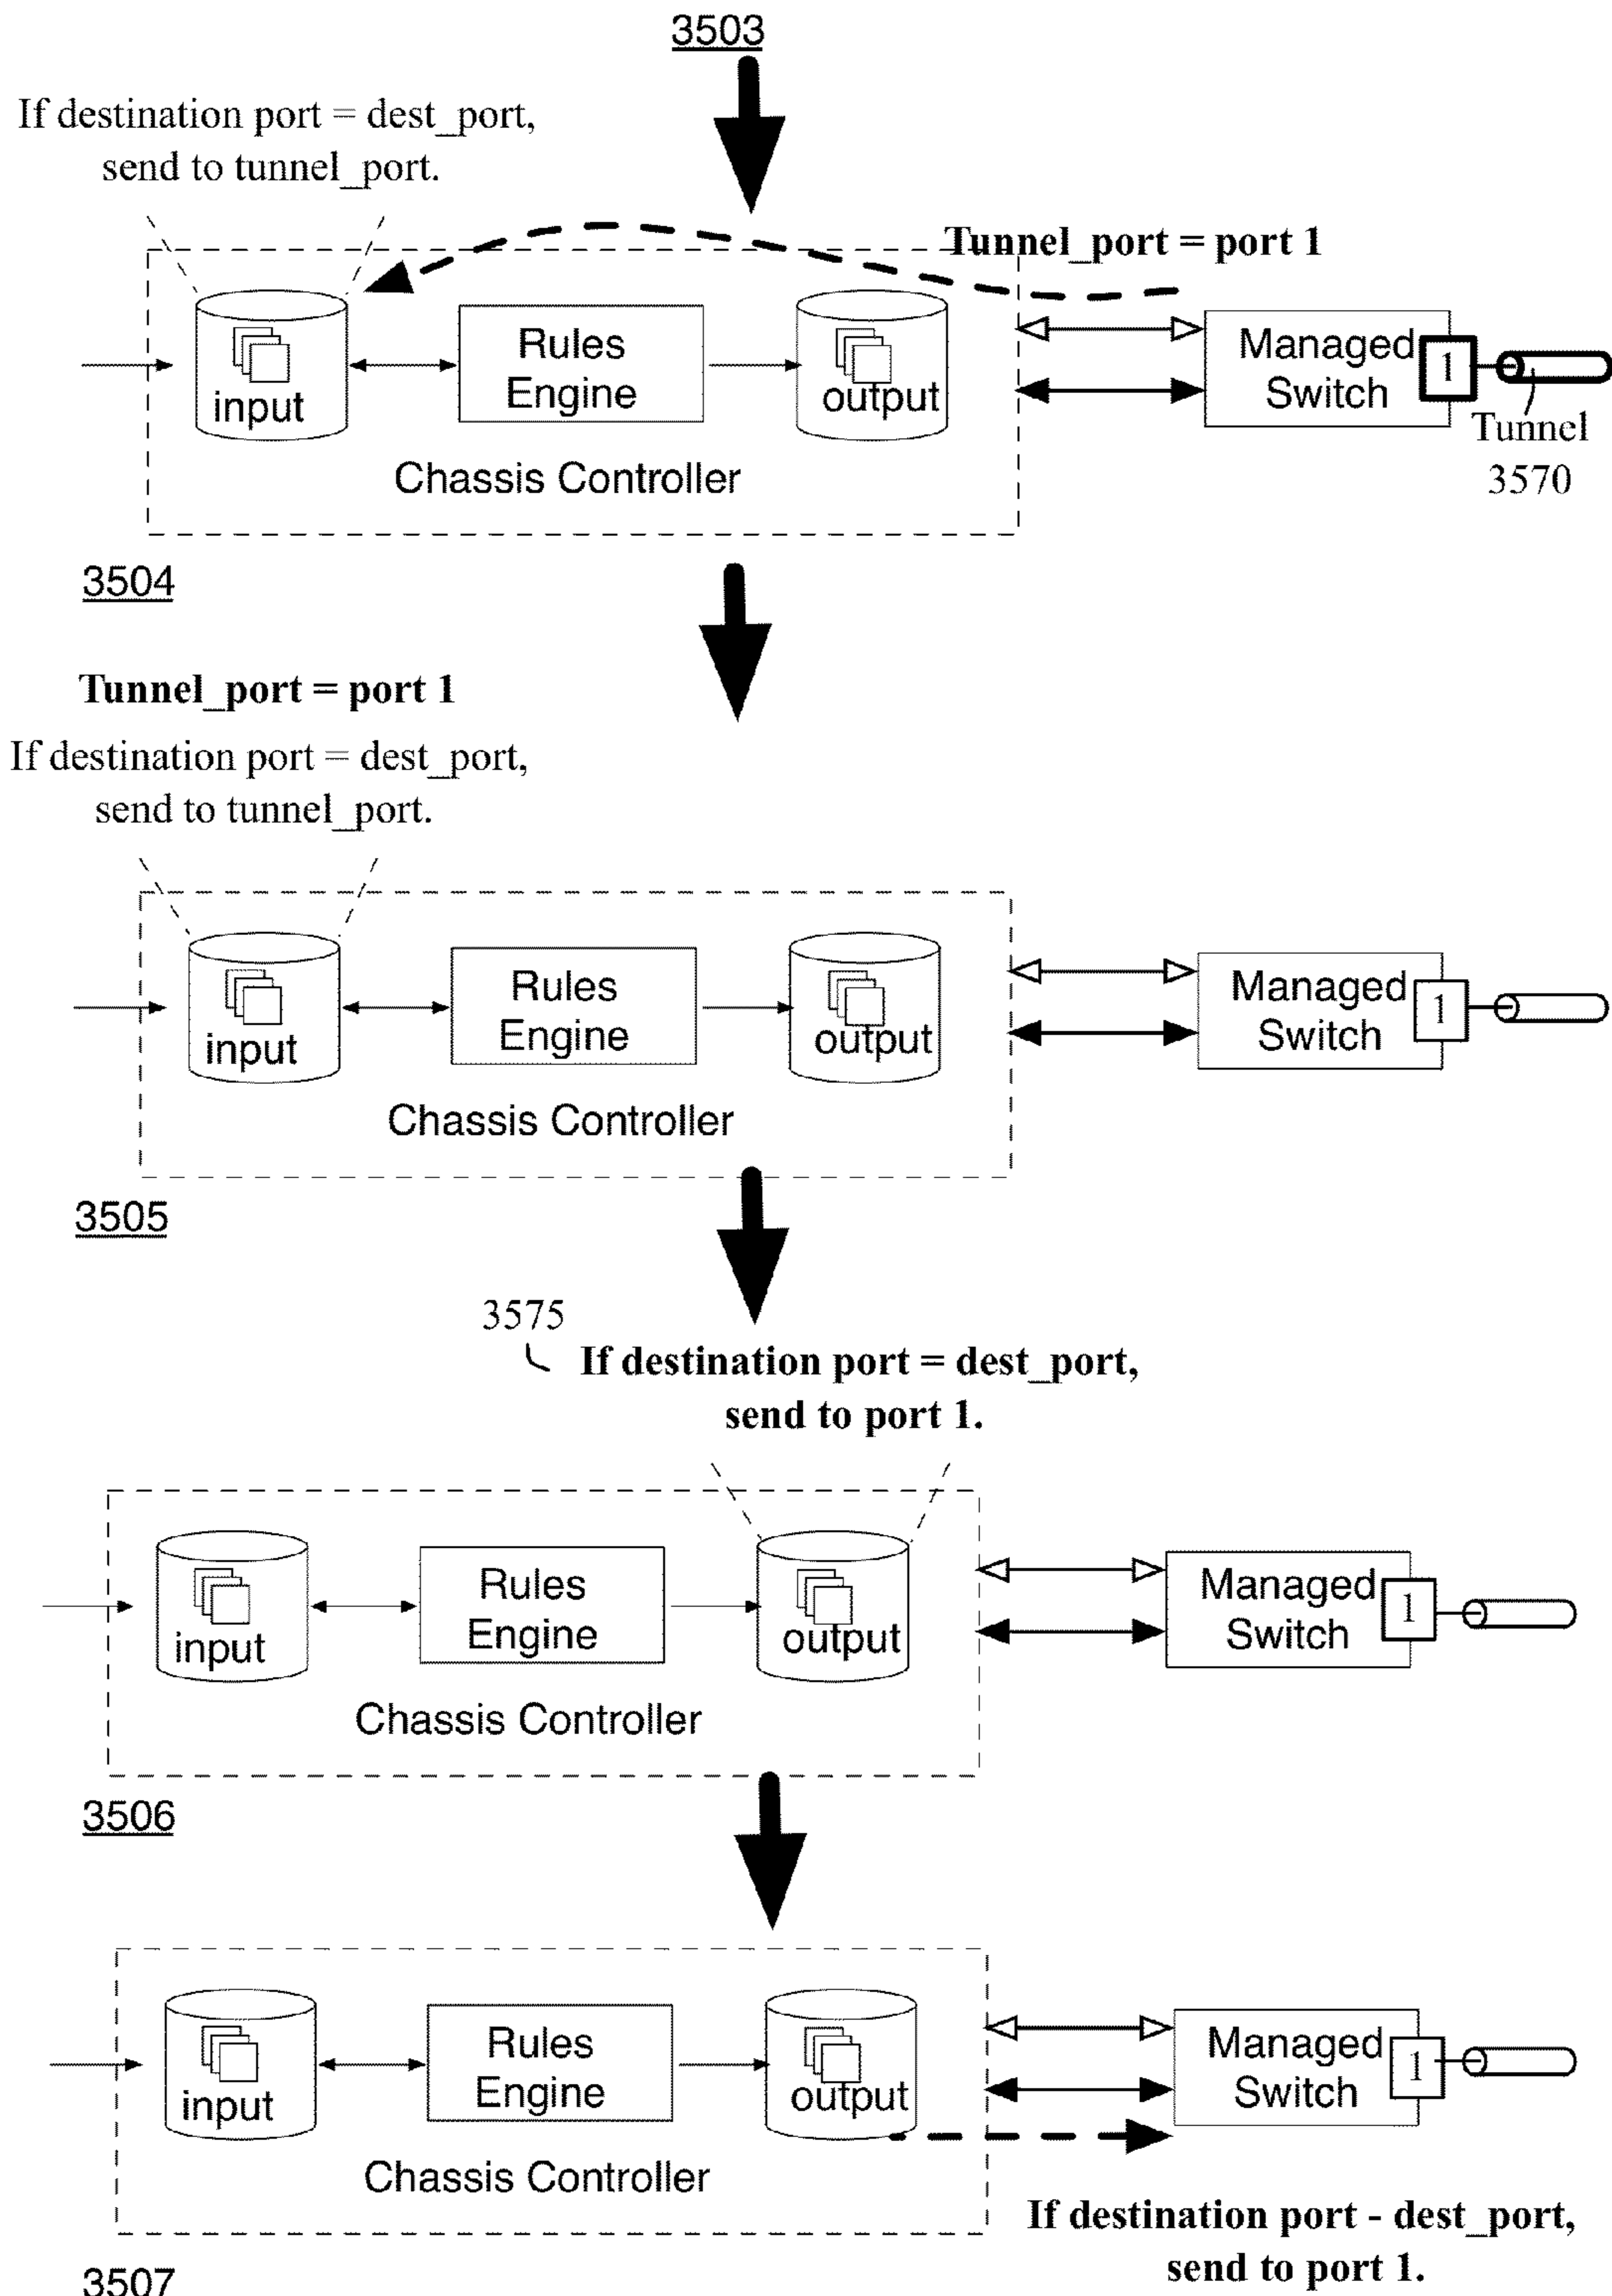 3503
If destination port = dest_port,
send to tunnel_port.
Tunnel_port = port 1
input
Rules
Engine
output
Managed
Switch
1
Tunnel
3570
Chassis Controller
3504
Tunnel_port = port 1
If destination port = dest_port,
send to tunnel_port.
input
Rules
Engine
output
Managed
Switch
1
Chassis Controller
3505
3575
If destination port = dest_port,
send to port 1.
input
Rules
Engine
output
Managed
Switch
1
Chassis Controller
3506
input
Rules
Engine
output
Managed
Switch
1
Chassis Controller
If destination port - dest_port,
send to port 1.
3507